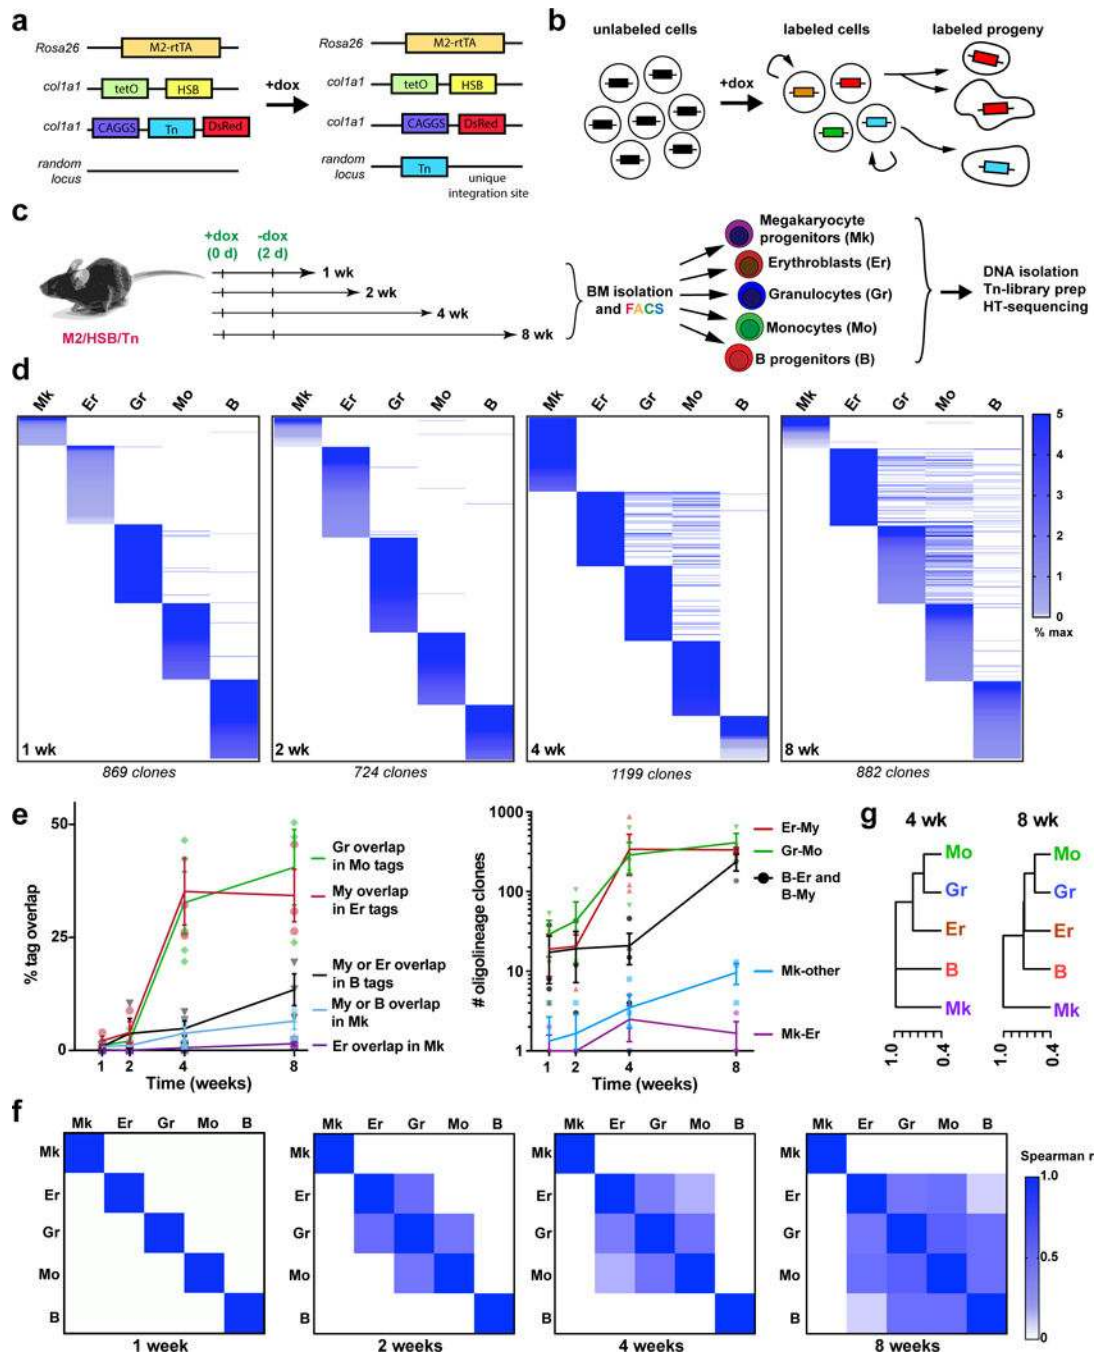 a
Rosa26 M2-rtTA
col1a1 tetO HSB
col1a1 CAGGS Tn DsRed
random locus
+dox
Rosa26 M2-rtTA
col1a1 tetO HSB
col1a1 CAGGS DsRed
random locus Tn unique integration site
b
unlabeled cells
+dox
labeled cells
labeled progeny
c
+dox (0 d)
-dox (2 d)
1 wk
2 wk
4 wk
8 wk
M2/HSB/Tn
BM isolation and FACS
Megakaryocyte progenitors (Mk)
Erythroblasts (Er)
Granulocytes (Gr)
Monocytes (Mo)
B progenitors (B)
DNA isolation
Tn-library prep
HT-sequencing
d
Mk Er Gr Mo B
1 wk
869 clones
Mk Er Gr Mo B
2 wk
724 clones
Mk Er Gr Mo B
4 wk
1199 clones
Mk Er Gr Mo B
8 wk
882 clones
5
4
3
2
1
0
% max
e
% tag overlap
50
25
0
1 2 4 8
Time (weeks)
Gr overlap in Mo tags
My overlap in Er tags
My or Er overlap in B tags
My or B overlap in Mk
Er overlap in Mk
# oligolineage clones
1000
100
10
1
1 2 4 8
Time (weeks)
Er-My
Gr-Mo
B-Er and B-My
Mk-other
Mk-Er
g
4 wk
Mo
Gr
Er
B
Mk
1.0 0.4
8 wk
Mo
Gr
Er
B
Mk
1.0 0.4
f
Mk Er Gr Mo B
Mk
Er
Gr
Mo
B
1 week
Mk Er Gr Mo B
Mk
Er
Gr
Mo
B
2 weeks
Mk Er Gr Mo B
Mk
Er
Gr
Mo
B
4 weeks
Mk Er Gr Mo B
Mk
Er
Gr
Mo
B
8 weeks
Spearman r
1.0
0.5
0